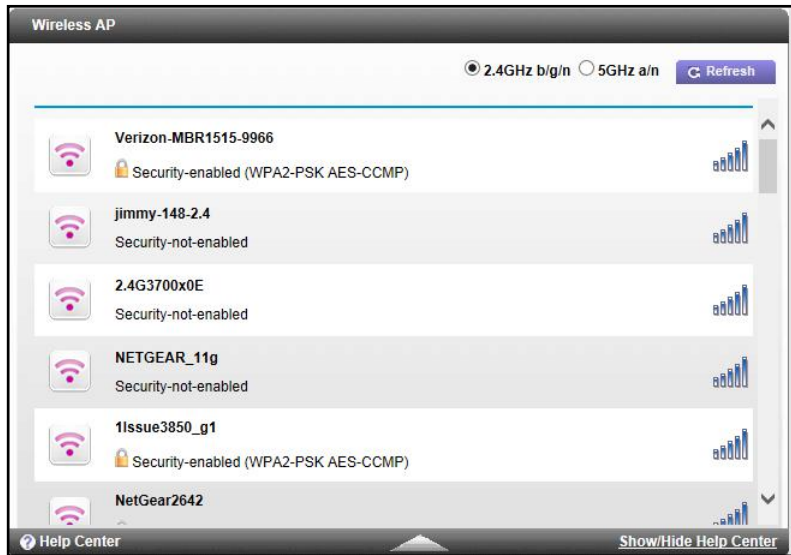 Wireless AP
2.4GHz b/g/n 5GHz a/n Refresh
Verizon-MBR1515-9966
Security-enabled (WPA2-PSK AES-CCMP)
jimmy-148-2.4
Security-not-enabled
2.4G3700x0E
Security-not-enabled
NETGEAR_11g
Security-not-enabled
1Issue3850_g1
Security-enabled (WPA2-PSK AES-CCMP)
NetGear2642
Help Center Show/Hide Help Center